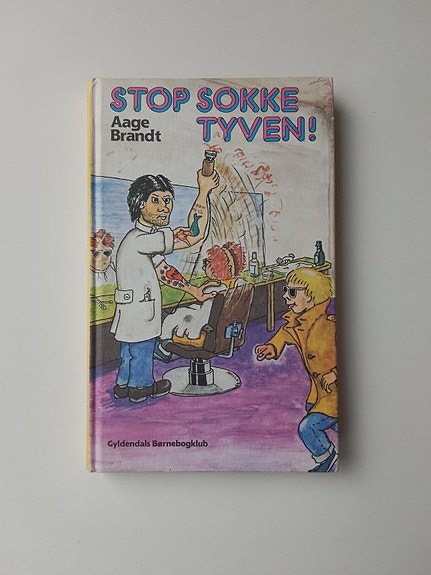 STOP SOKKE
TYVEN!
Aage
Brandt
Gyldendals Børnebogklub